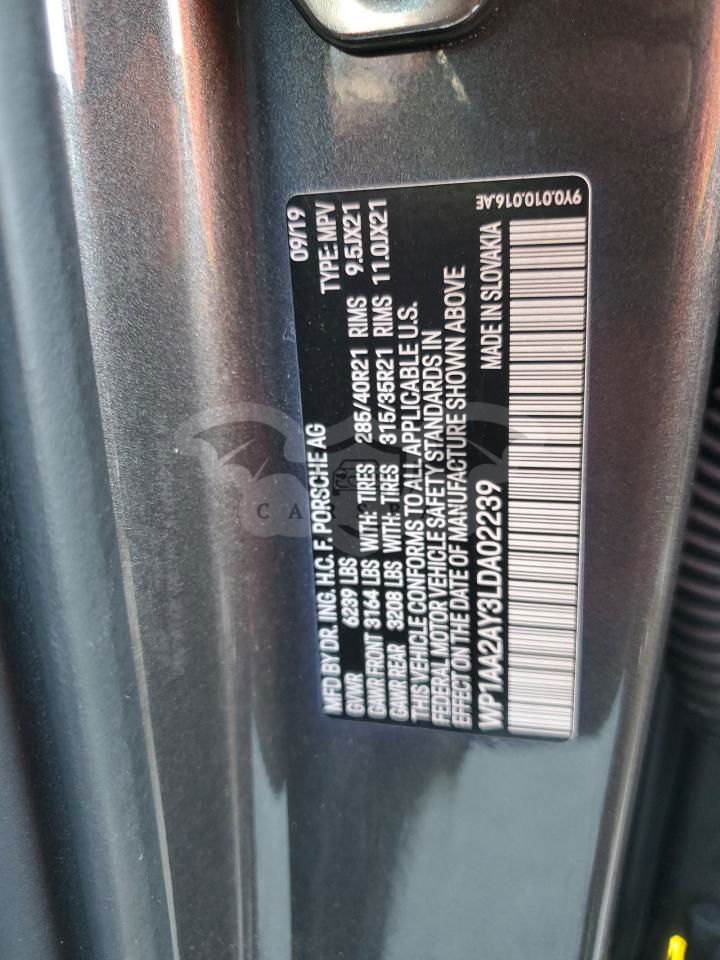 MFD BY DR. ING. H.C. F. PORSCHE AG 09/19
GVWR 6239 LBS TYPE: MPV
GAWR FRONT 3164 LBS WITH: TIRES 285/40R21 RIMS 9.5JX21
GAWR REAR 3208 LBS WITH: TIRES 315/35R21 RIMS 11.0JX21
THIS VEHICLE CONFORMS TO ALL APPLICABLE U.S.
FEDERAL MOTOR VEHICLE SAFETY STANDARDS IN
EFFECT ON THE DATE OF MANUFACTURE SHOWN ABOVE
WP1AA2AY3LDA02239 MADE IN SLOVAKIA
9Y0.010.016.AE